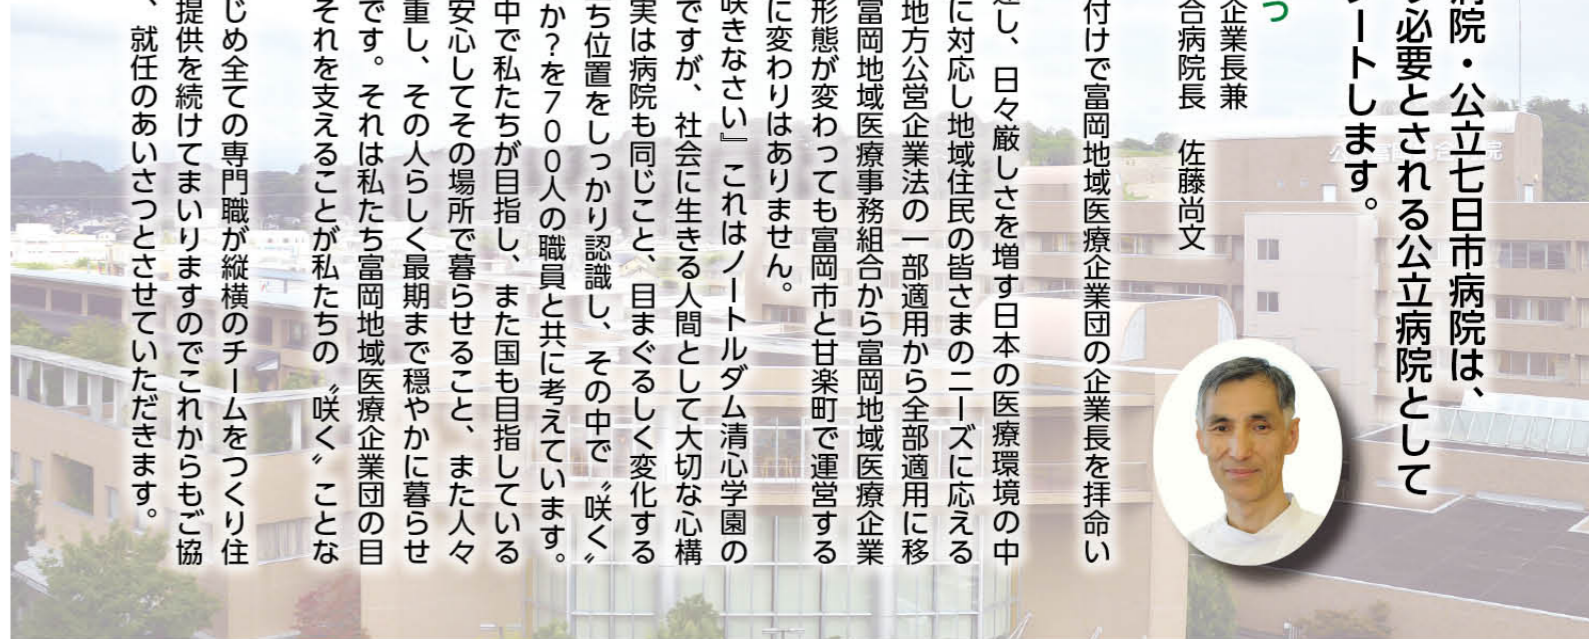 病院・公立七日市病院は、
り必要とされる公立病院として
ートします。
つ
企業長兼
合病院長　佐藤尚文
付けで富岡地域医療企業団の企業長を拝命い
し、日々厳しさを増す日本の医療環境の中
に対応し地域住民の皆さまのニーズに応える
地方公営企業法の一部適用から全部適用に移
富岡地域医療事務組合から富岡地域医療企業
形態が変わっても富岡市と甘楽町で運営する
に変わりはありません。
咲きなさい』これはノートルダム清心学園の
ですが、社会に生きる人間として大切な心構
実は病院も同じこと、目まぐるしく変化する
ち位置をしっかり認識し、その中で〝咲く〟
か？を７００人の職員と共に考えています。
中で私たちが目指し、また国も目指している
安心してその場所で暮らせること、また人々
重し、その人らしく最期まで穏やかに暮らせ
です。それは私たち富岡地域医療企業団の目
それを支えることが私たちの〝咲く〟ことな
じめ全ての専門職が縦横のチームをつくり住
提供を続けてまいりますのでこれからもご協
、就任のあいさつとさせていただきます。
公立富岡総合病院